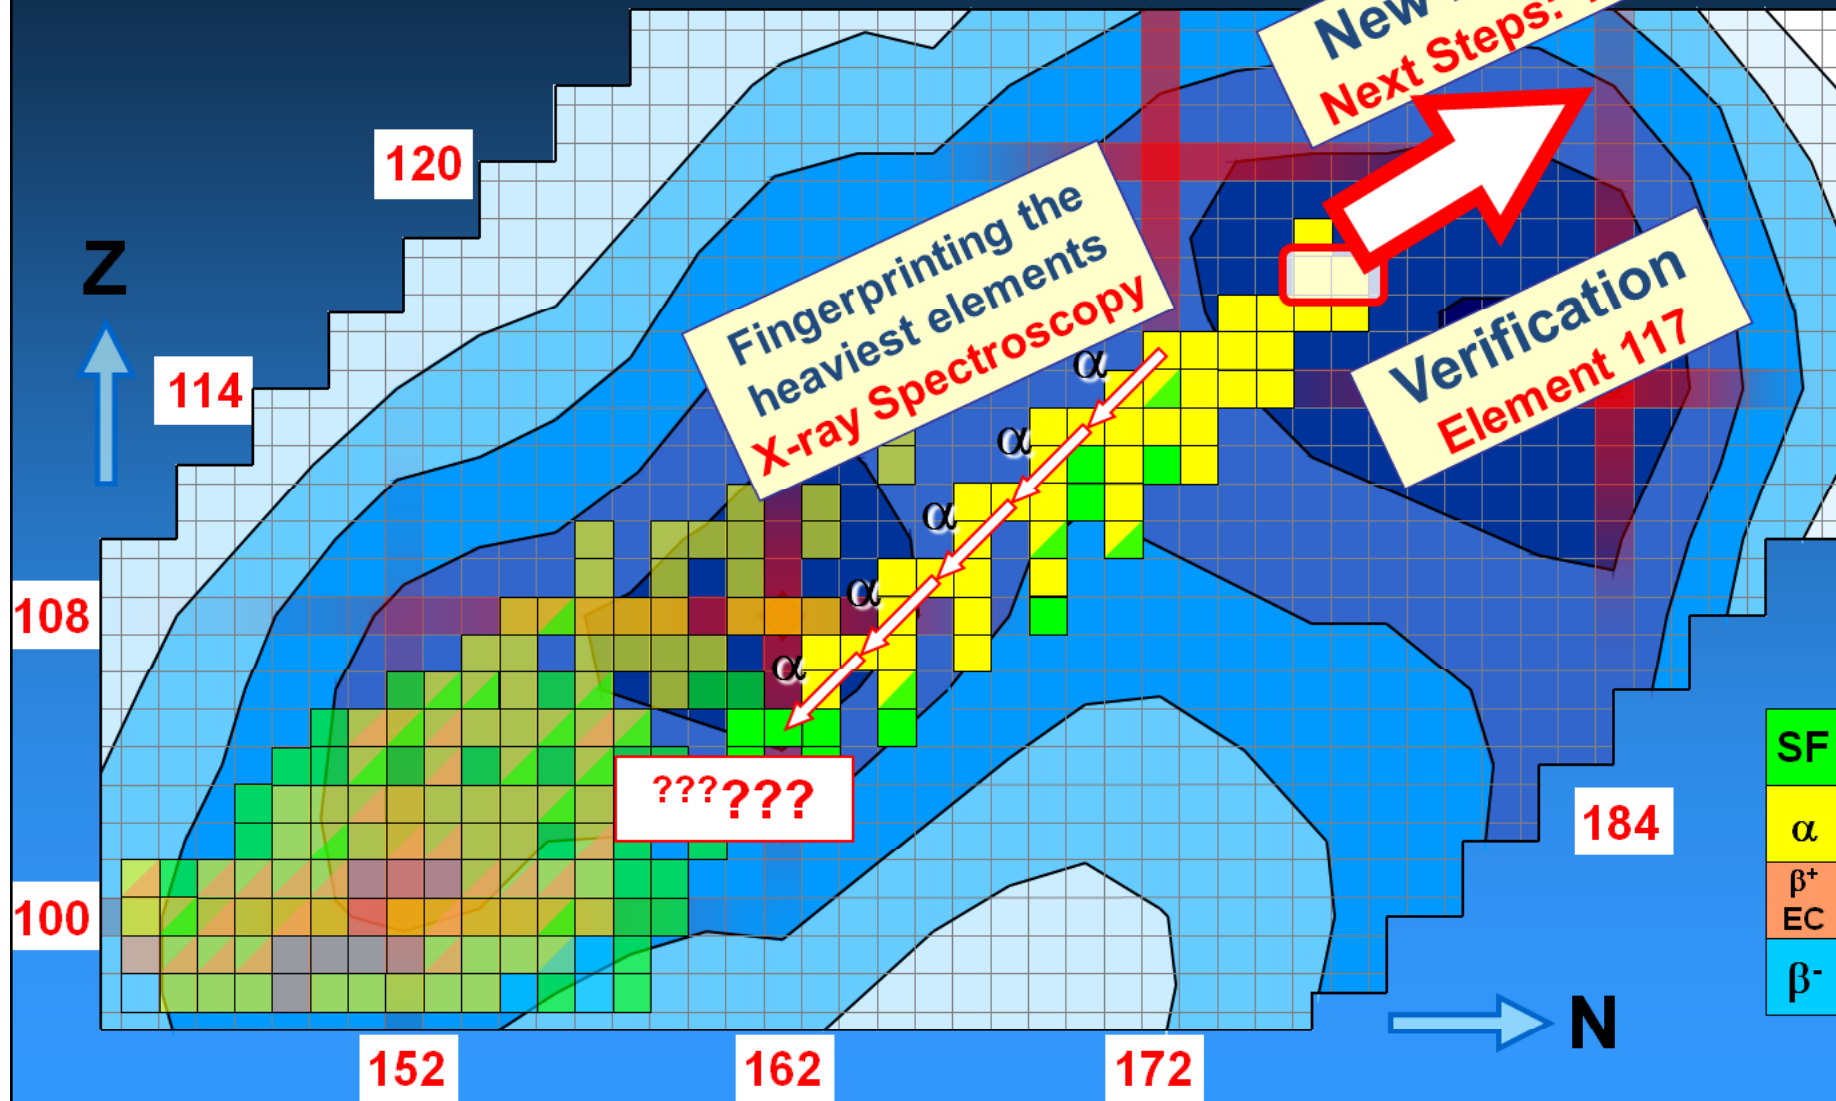 New
Next Steps:
120
Z
Fingerprinting the
heaviest elements
X-ray Spectroscopy
Verification
Element 117
114
α
α
α
α
α
108
??????
SF
184
α
β+
EC
100
β-
N
152
162
172